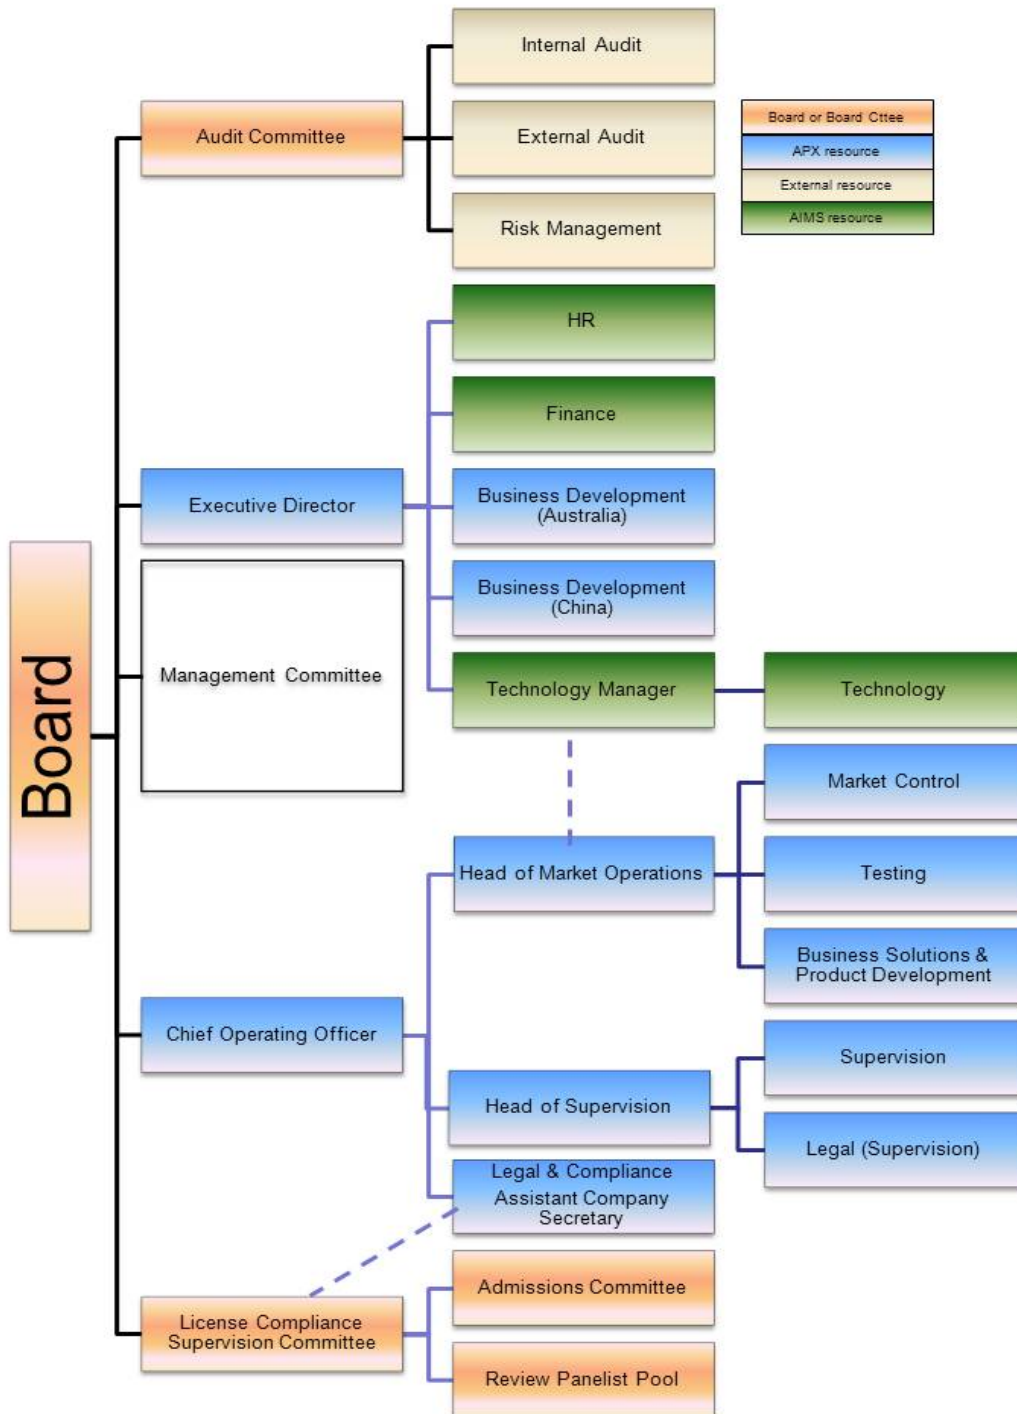 Internal Audit
Audit Committee
External Audit
Risk Management
Board or Board Cttee
APX resource
External resource
AIMS resource
HR
Finance
Executive Director
Business Development
(Australia)
Business Development
(China)
Management Committee
Technology Manager
Technology
Board
Market Control
Head of Market Operations
Testing
Business Solutions &
Product Development
Chief Operating Officer
Supervision
Head of Supervision
Legal (Supervision)
Legal & Compliance
Assistant Company
Secretary
Admissions Committee
License Compliance
Supervision Committee
Review Panelist Pool